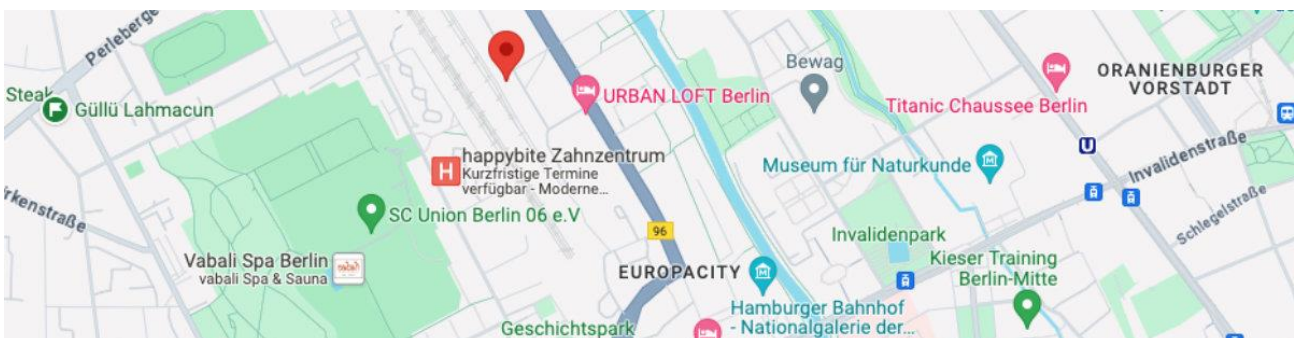 Perleberge
Steak
Güllü Lahmacun
URBAN LOFT Berlin
Bewag
Titanic Chaussee Berlin
ORANIENBURGER
VORSTADT
happybite Zahnzentrum
Kurzfristige Termine
verfügbar - Moderne...
H
Museum für Naturkunde
U
Invalidenstraße
Schlegelstraße
rkenstraße
SC Union Berlin 06 e.V
96
Invalidenpark
Vabali Spa Berlin
vabali Spa & Sauna
EUROPACITY
Kieser Training
Berlin-Mitte
Hamburger Bahnhof
- Nationalgalerie der...
Geschichtspark